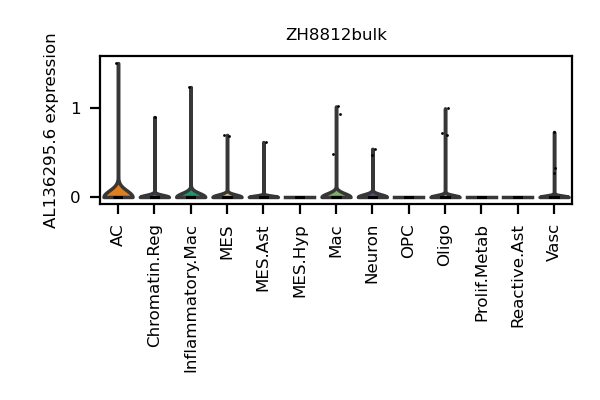 ZH8812bulk
AL136295.6 expression
1
0
AC
Chromatin.Reg
Inflammatory.Mac
MES
MES.Ast
MES.Hyp
Mac
Neuron
OPC
Oligo
Prolif.Metab
Reactive.Ast
Vasc